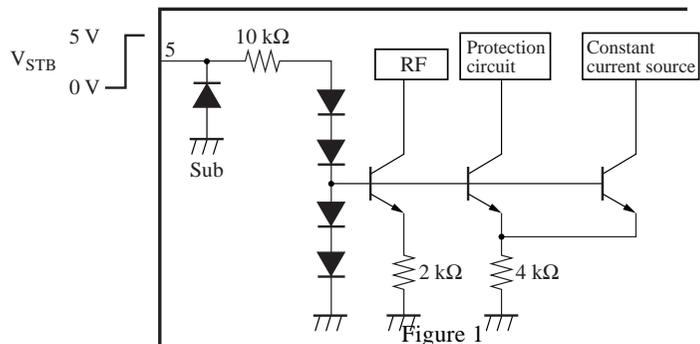 5 V
V_STB
0 V
5
10 kΩ
Sub
RF
Protection
circuit
Constant
current source
2 kΩ
4 kΩ
Figure 1